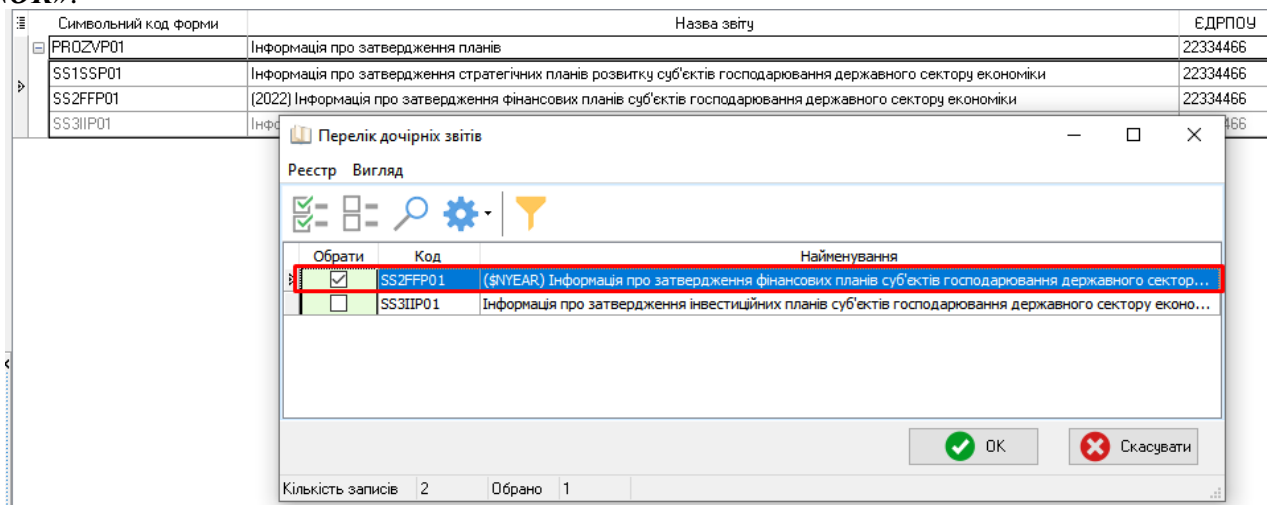 OK».
Символьний код форми Назва звіту ЄДРПОУ
PROZVP01 Інформація про затвердження планів 22334466
SS1SSP01 Інформація про затвердження стратегічних планів розвитку суб'єктів господарювання державного сектору економіки 22334466
SS2FFP01 (2022) Інформація про затвердження фінансових планів суб'єктів господарювання державного сектору економіки 22334466
SS3IIP01
Перелік дочірніх звітів
Реєстр Вигляд
Обрати Код Найменування
SS2FFP01 ($NYEAR) Інформація про затвердження фінансових планів суб'єктів господарювання державного сектор...
SS3IIP01 Інформація про затвердження інвестиційних планів суб'єктів господарювання державного сектору еконо...
OK Скасувати
Кількість записів 2 Обрано 1